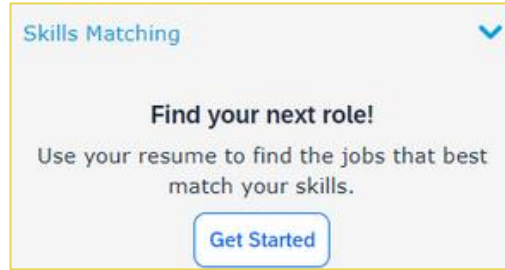 Skills Matching
Find your next role!
Use your resume to find the jobs that best
match your skills.
Get Started